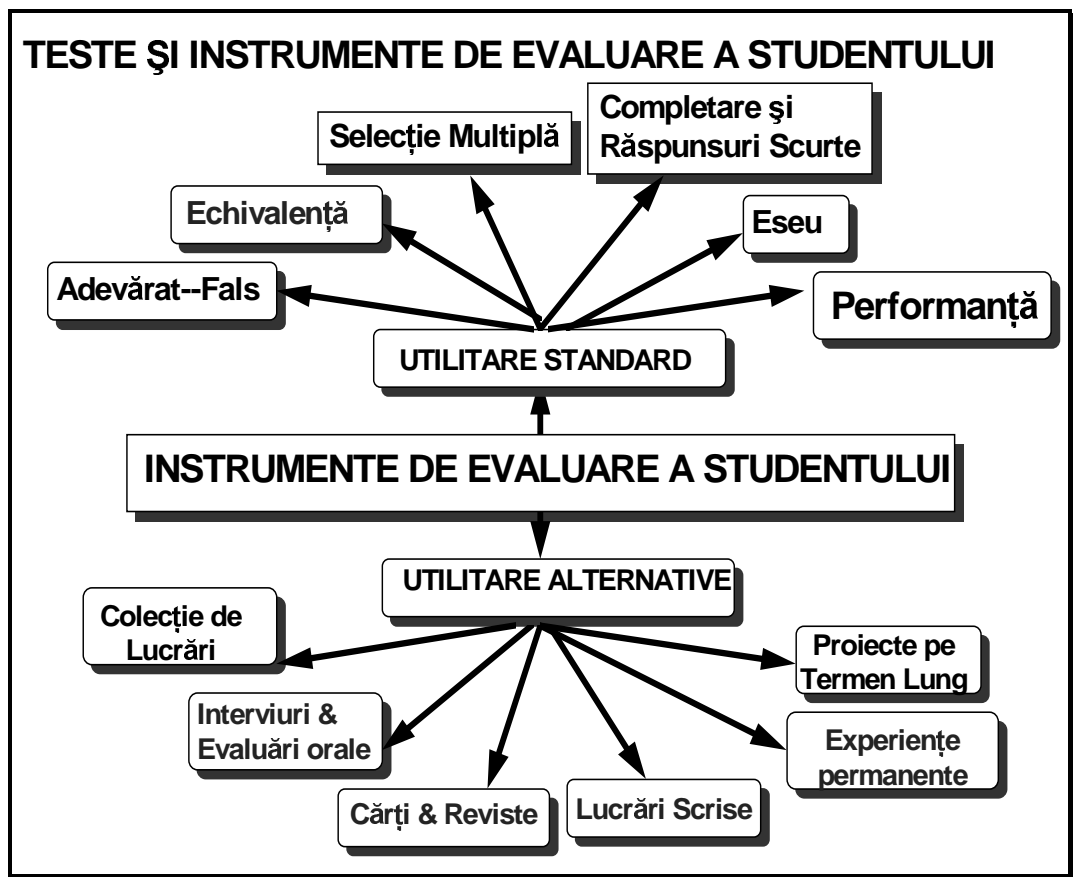 TESTE ŞI INSTRUMENTE DE EVALUARE A STUDENTULUI
Selecție Multiplă
Completare şi
Răspunsuri Scurte
Echivalență
Eseu
Adevărat--Fals
Performanță
UTILITARE STANDARD
INSTRUMENTE DE EVALUARE A STUDENTULUI
UTILITARE ALTERNATIVE
Colecție de
Lucrări
Proiecte pe
Termen Lung
Interviuri &
Evaluări orale
Experiențe
permanente
Cărți & Reviste
Lucrări Scrise